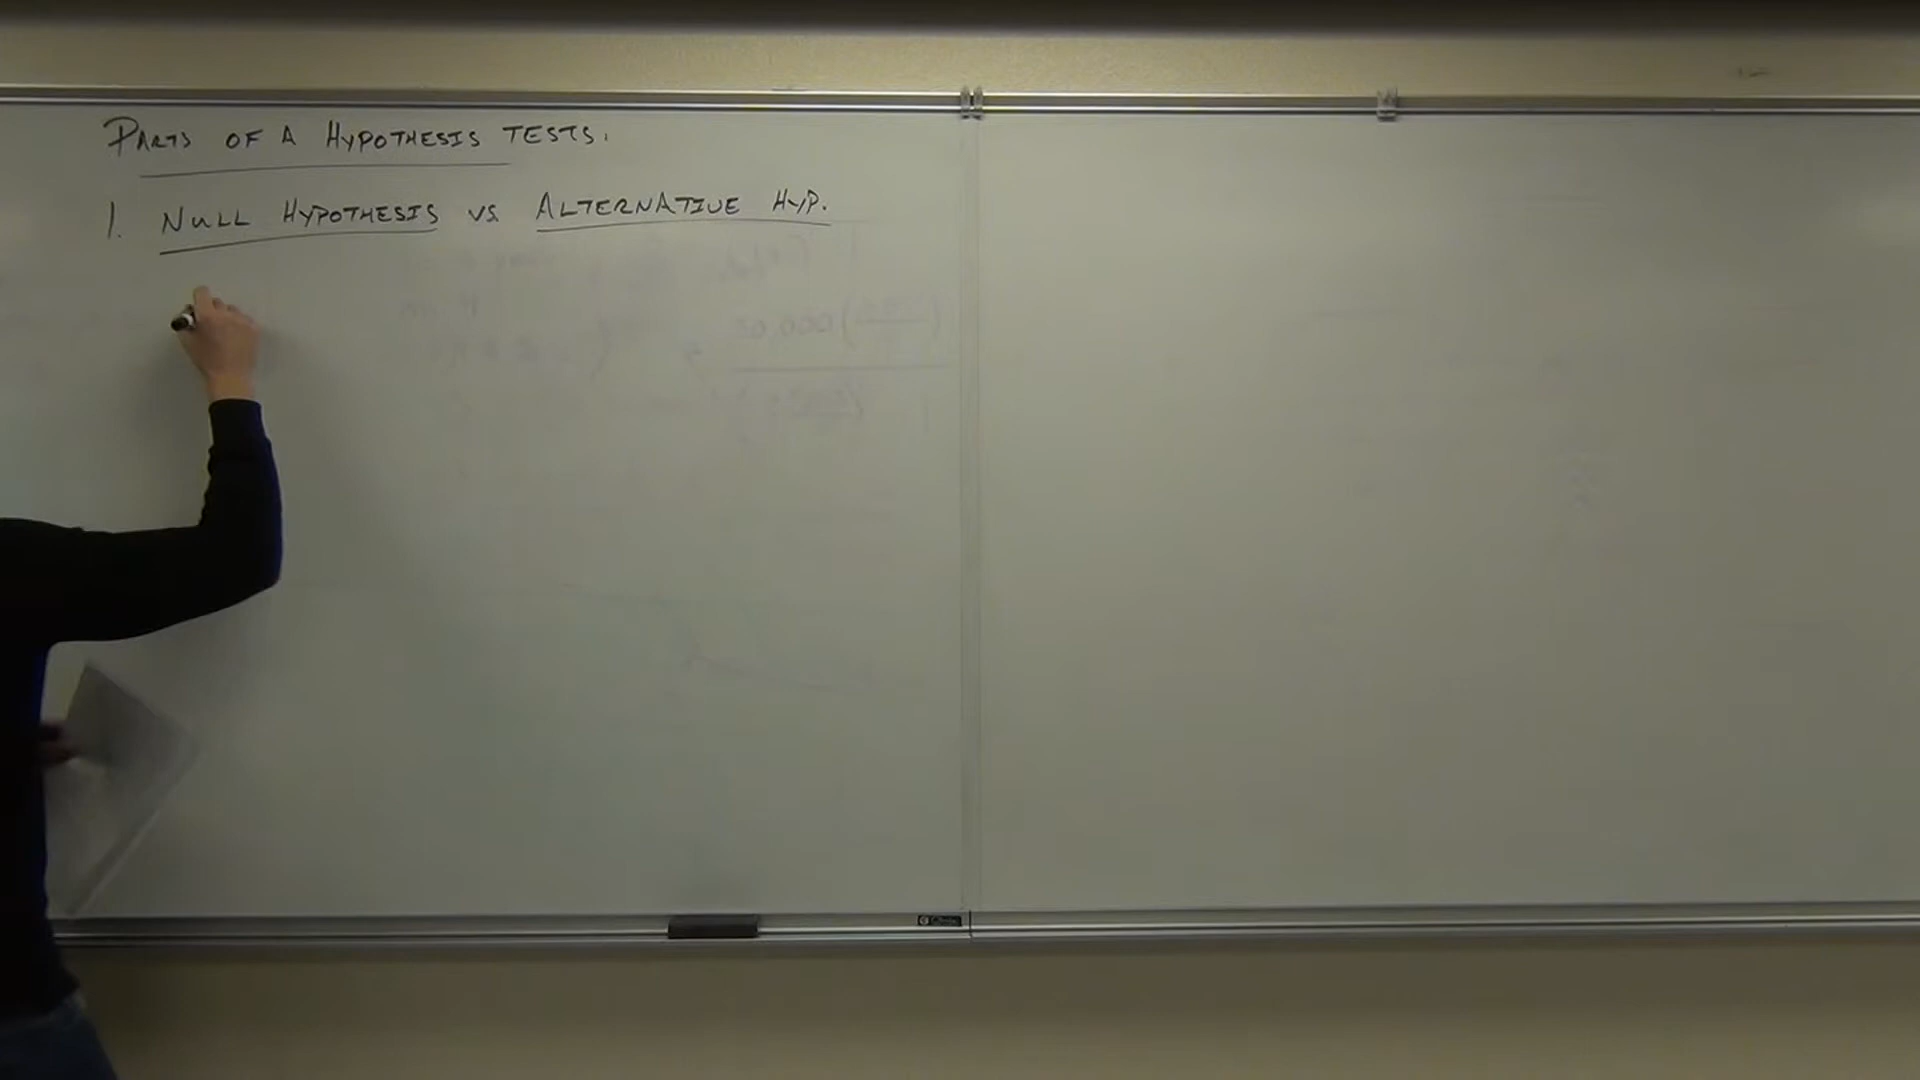 PARTS OF A HYPOTHESIS TESTS.
1. NULL HYPOTHESIS VS ALTERNATIVE HYP.